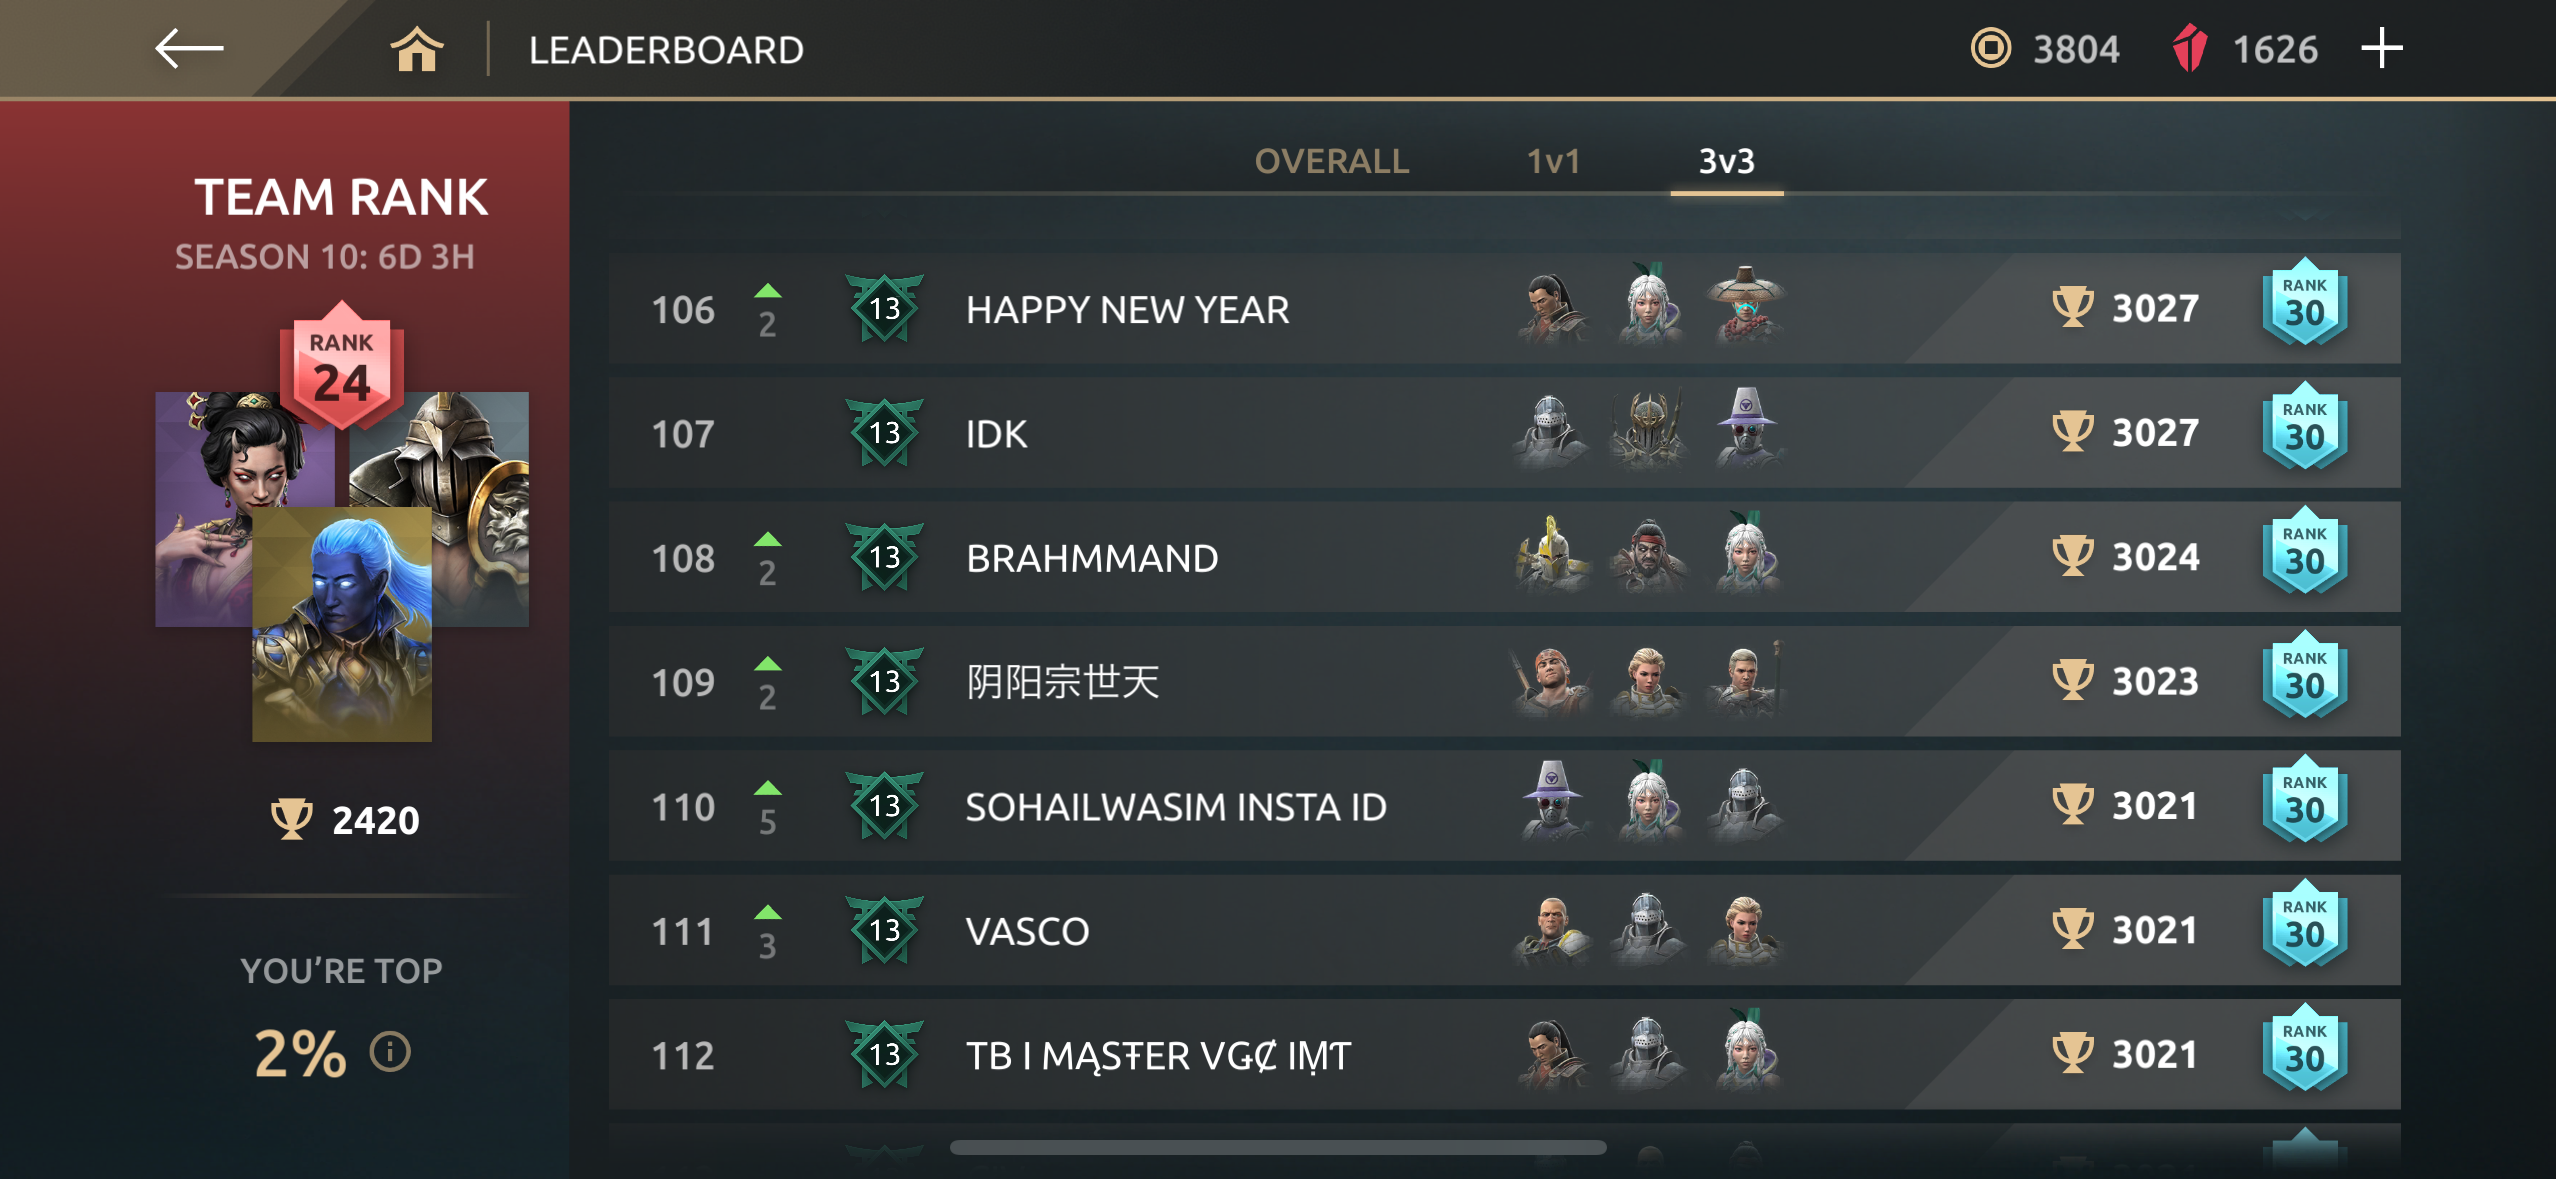 LEADERBOARD
3804
1626
TEAM RANK
SEASON 10: 6D 3H
RANK
24
2420
YOU'RE TOP
2%
OVERALL 1v1 3v3
106 2 13 HAPPY NEW YEAR 3027 RANK 30
107 13 IDK 3027 RANK 30
108 2 13 BRAHMMAND 3024 RANK 30
109 2 13 阴阳宗世天 3023 RANK 30
110 5 13 SOHAILWASIM INSTA ID 3021 RANK 30
111 3 13 VASCO 3021 RANK 30
112 13 TB I MĄSŦER VǤȻ IṂƬ 3021 RANK 30